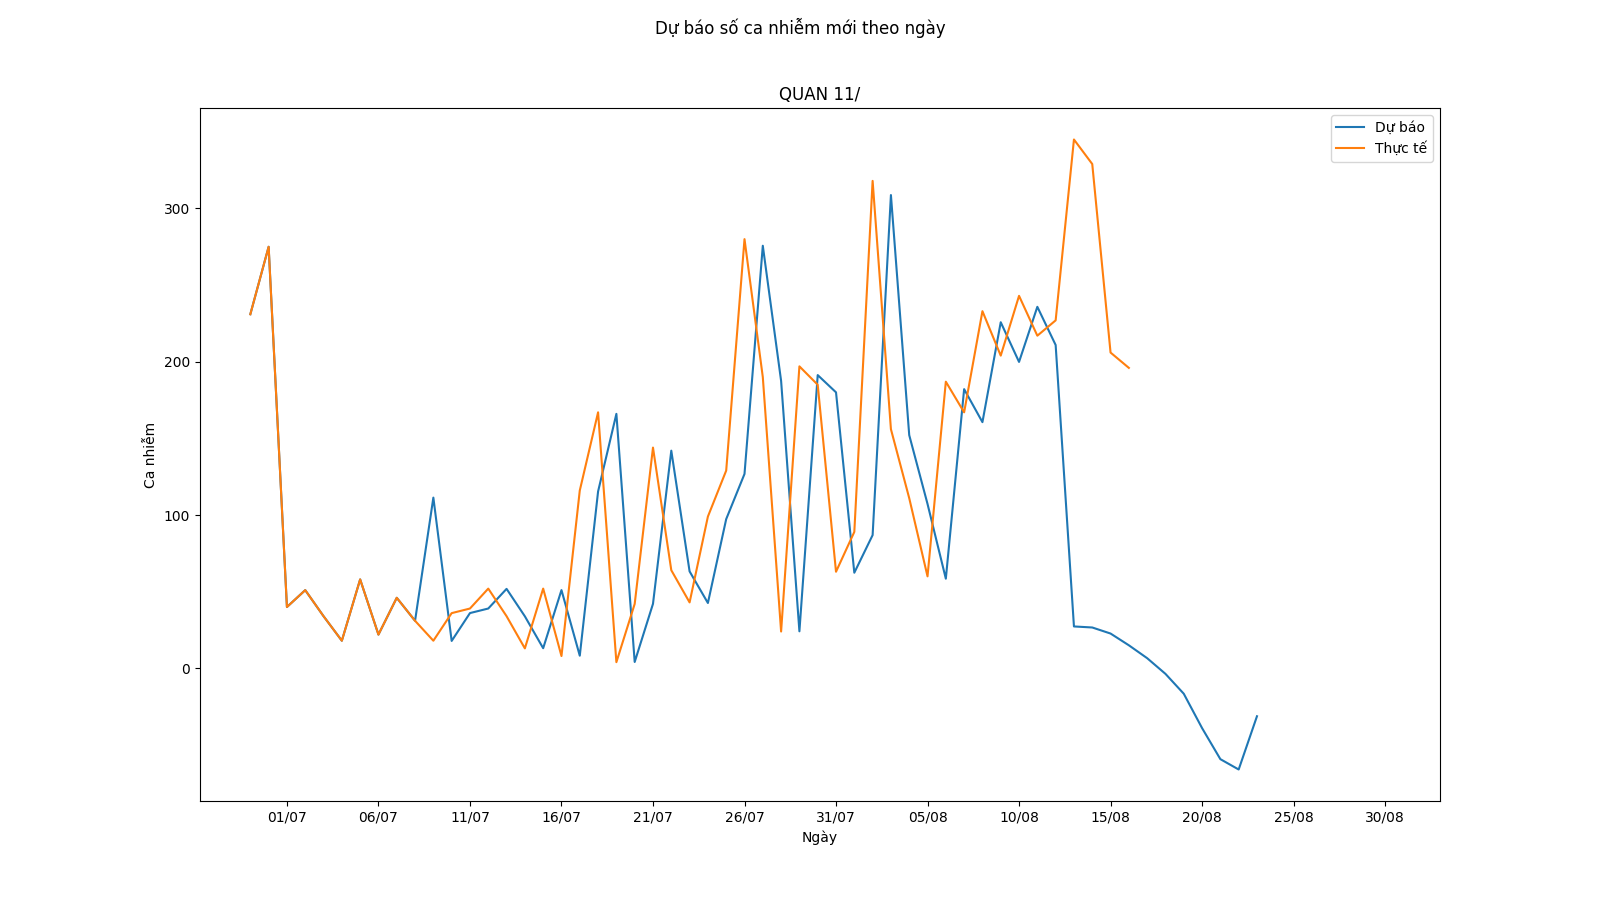 Dự báo số ca nhiễm mới theo ngày
QUAN 11/
Dự báo
Thực tế
300
200
100
0
Ca nhiễm
01/07 06/07 11/07 16/07 21/07 26/07 31/07 05/08 10/08 15/08 20/08 25/08 30/08
Ngày